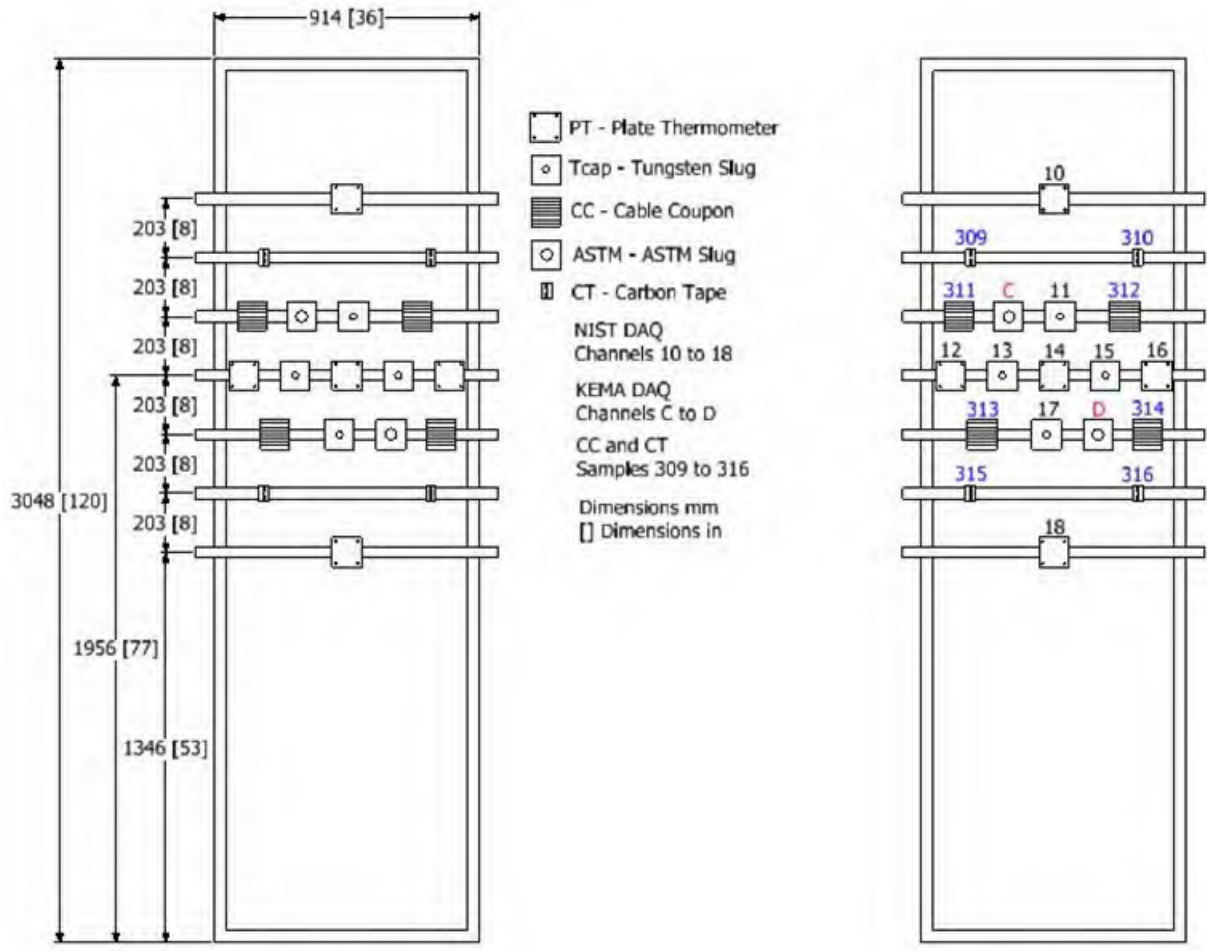 914 [36]
PT - Plate Thermometer
Tcap - Tungsten Slug
CC - Cable Coupon
ASTM - ASTM Slug
CT - Carbon Tape
NIST DAQ
Channels 10 to 18
KEMA DAQ
Channels C to D
CC and CT
Samples 309 to 316
Dimensions mm
[] Dimensions in
203 [8]
203 [8]
203 [8]
203 [8]
203 [8]
203 [8]
3048 [120]
1956 [77]
1346 [53]
10
309 310
311 C 11 312
12 13 14 15 16
313 17 D 314
315 316
18